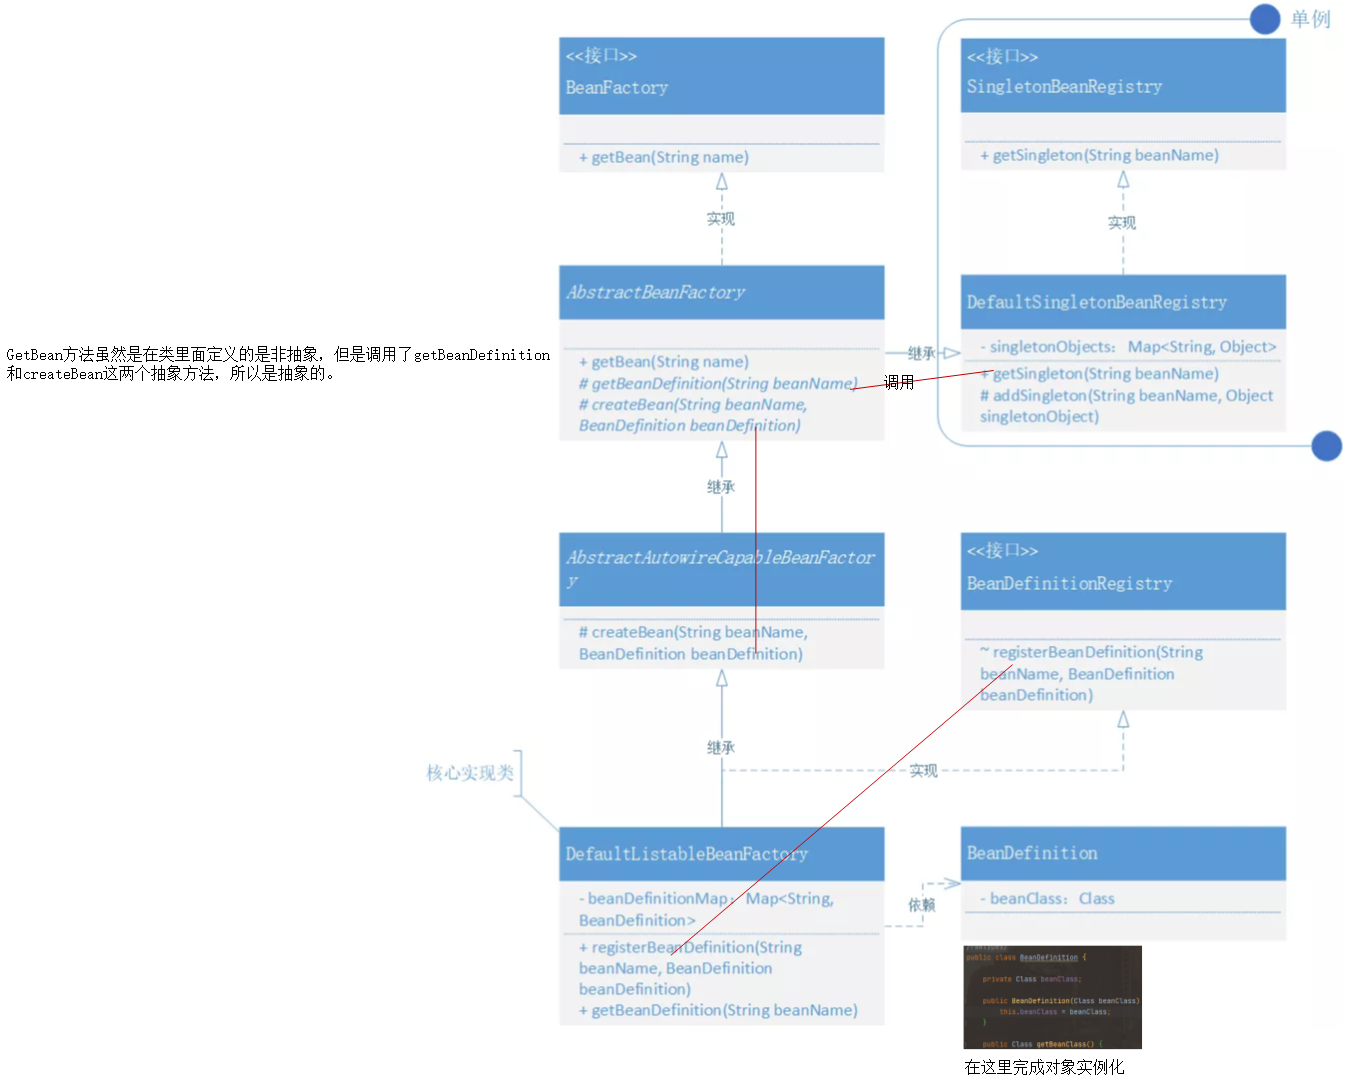 单例
<<接口>>
BeanFactory
+ getBean(String name)
<<接口>>
SingletonBeanRegistry
+ getSingleton(String beanName)
实现
实现
AbstractBeanFactory
+ getBean(String name)
# getBeanDefinition(String beanName)
# createBean(String beanName,
BeanDefinition beanDefinition)
继承
调用
DefaultSingletonBeanRegistry
- singletonObjects: Map<String, Object>
+ getSingleton(String beanName)
# addSingleton(String beanName, Object
singletonObject)
GetBean方法虽然是在类里面定义的是非抽象，但是调用了getBeanDefinition
和createBean这两个抽象方法，所以是抽象的。
继承
AbstractAutowireCapableBeanFactor
y
# createBean(String beanName,
BeanDefinition beanDefinition)
<<接口>>
BeanDefinitionRegistry
~ registerBeanDefinition(String
beanName, BeanDefinition
beanDefinition)
继承
实现
核心实现类
DefaultListableBeanFactory
- beanDefinitionMap: Map<String,
BeanDefinition>
+ registerBeanDefinition(String
beanName, BeanDefinition
beanDefinition)
+ getBeanDefinition(String beanName)
依赖
BeanDefinition
- beanClass: Class
public class BeanDefinition {
private Class beanClass;
public BeanDefinition(Class beanClass)
this.beanClass = beanClass;
}
public Class getBeanClass() {
在这里完成对象实例化